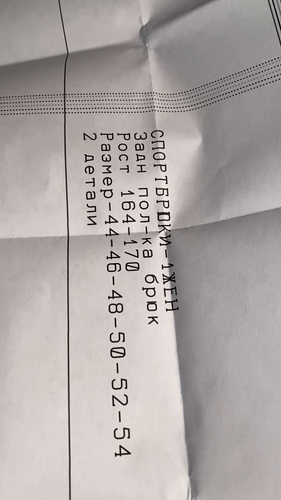 СПОРТБРЮКИ-1ЖЕН
Задн пол-ка брюк
Рост 164-170
Размер-44-46-48-50-52-54
2 детали